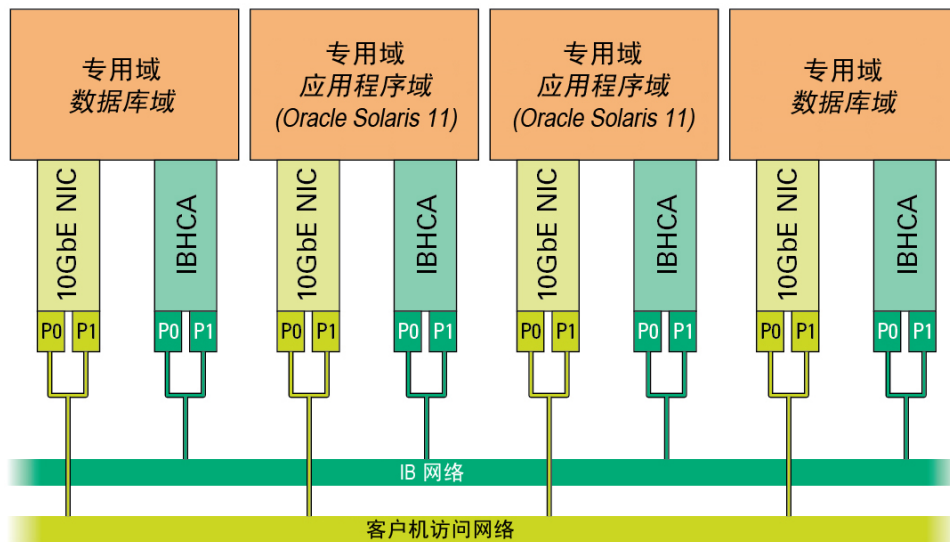 专用域
数据库域
专用域
应用程序域
(Oracle Solaris 11)
专用域
应用程序域
(Oracle Solaris 11)
专用域
数据库域
10GbE NIC
IBHCA
10GbE NIC
IBHCA
10GbE NIC
IBHCA
10GbE NIC
IBHCA
P0 P1
P0 P1
P0 P1
P0 P1
P0 P1
P0 P1
P0 P1
P0 P1
IB 网络
客户机访问网络